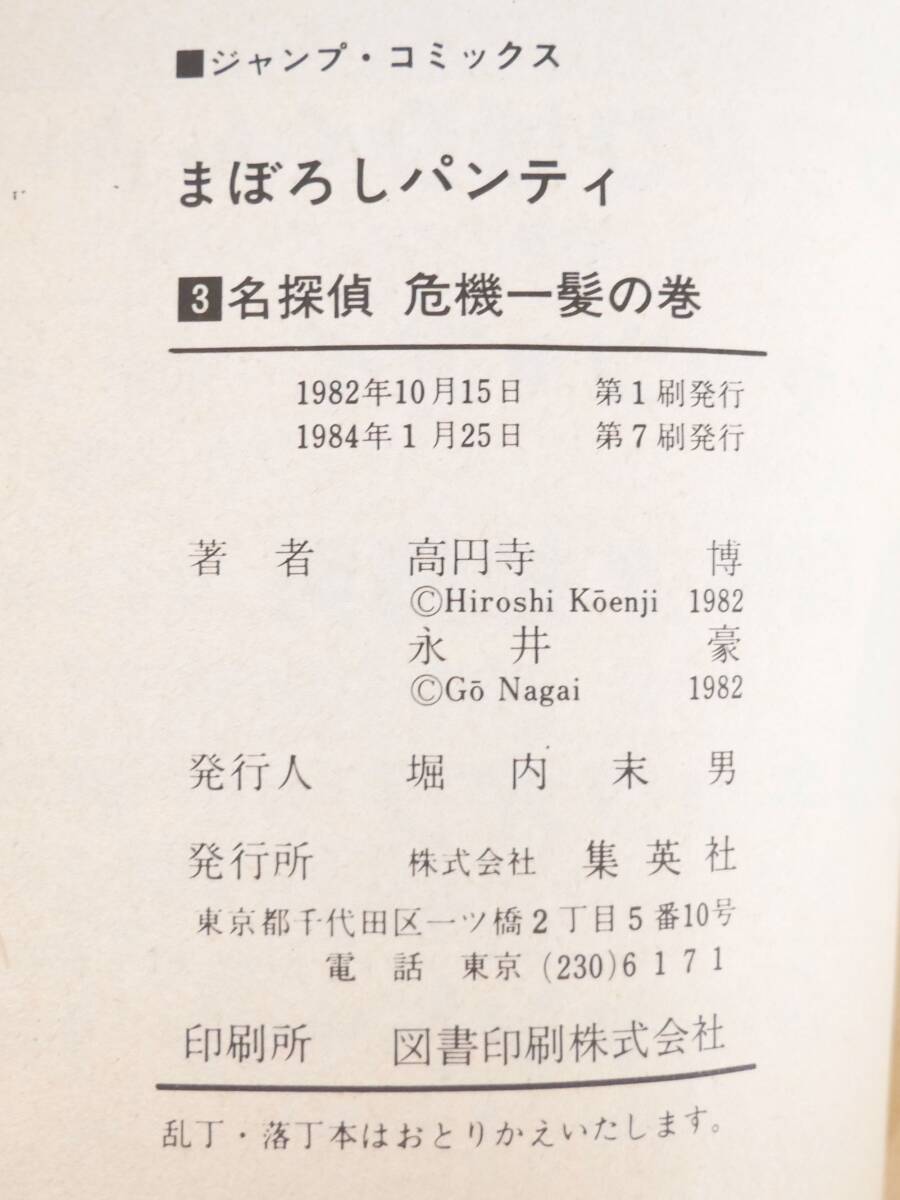 ■ジャンプ・コミックス
まぼろしパンティ
3名探偵 危機一髪の巻
1982年10月15日 第1刷発行
1984年1月25日 第7刷発行
著者 高円寺 博
©Hiroshi Kōenji 1982
永井 豪
©Gō Nagai 1982
発行人 堀内末男
発行所 株式会社 集英社
東京都千代田区一ツ橋2丁目5番10号
電話 東京 (230)6171
印刷所 図書印刷株式会社
乱丁・落丁本はおとりかえいたします。